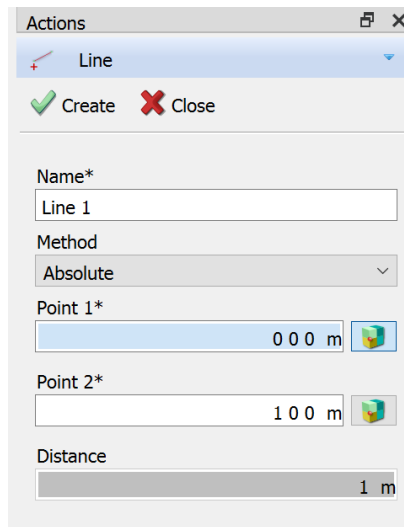 Actions
Line
Create Close
Name*
Line 1
Method
Absolute
Point 1*
0 0 0 m
Point 2*
1 0 0 m
Distance
1 m